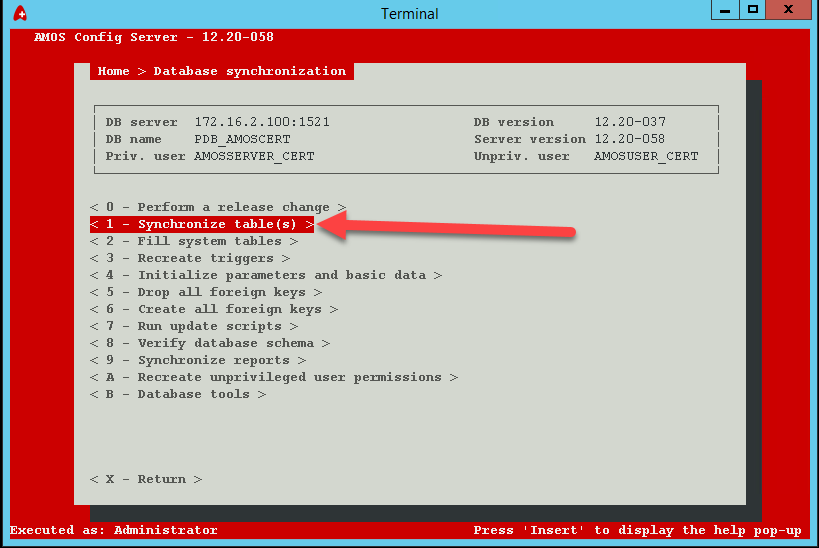 Terminal
AMOS Config Server - 12.20-058
Home > Database synchronization
DB server 172.16.2.100:1521 DB version 12.20-037
DB name PDB_AMOSCERT Server version 12.20-058
Priv. user AMOSSERVER_CERT Unpriv. user AMOSUSER_CERT
< 0 - Perform a release change >
< 1 - Synchronize table(s) >
< 2 - Fill system tables >
< 3 - Recreate triggers >
< 4 - Initialize parameters and basic data >
< 5 - Drop all foreign keys >
< 6 - Create all foreign keys >
< 7 - Run update scripts >
< 8 - Verify database schema >
< 9 - Synchronize reports >
< A - Recreate unprivileged user permissions >
< B - Database tools >
< X - Return >
Executed as: Administrator Press 'Insert' to display the help pop-up